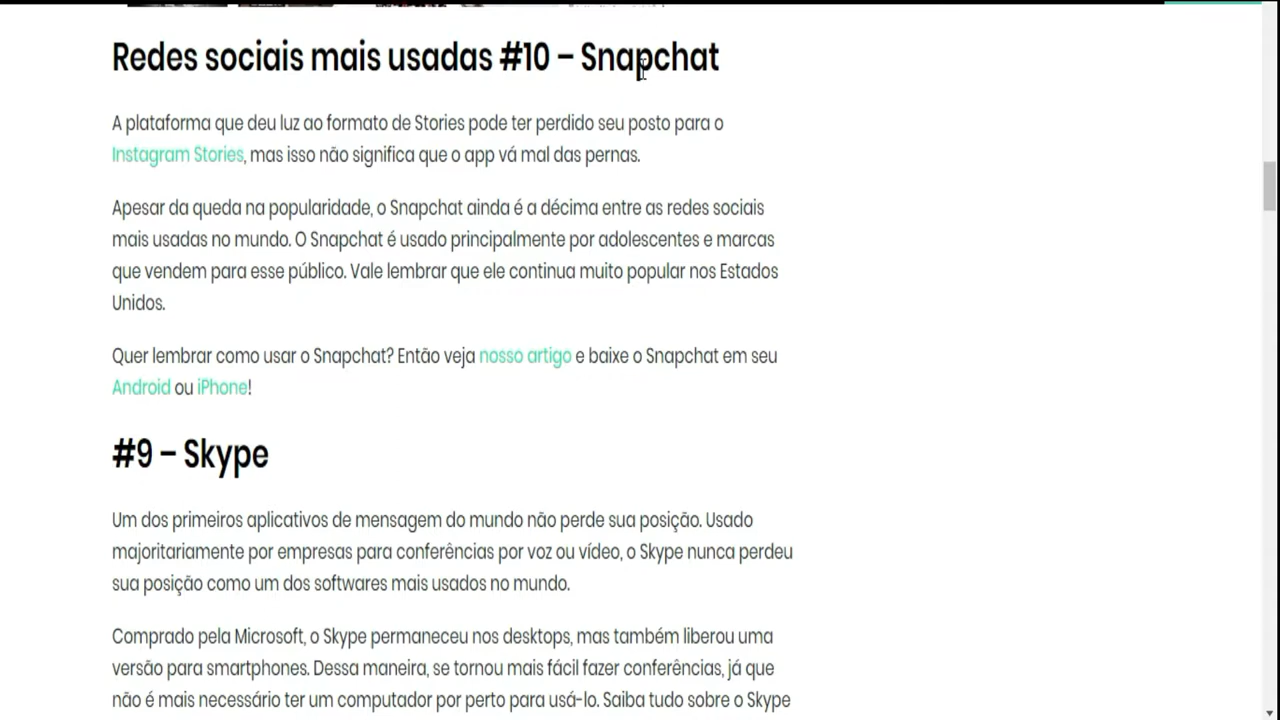 Redes sociais mais usadas #10 – Snapchat
A plataforma que deu luz ao formato de Stories pode ter perdido seu posto para o
Instagram Stories, mas isso não significa que o app vá mal das pernas.
Apesar da queda na popularidade, o Snapchat ainda é a décima entre as redes sociais
mais usadas no mundo. O Snapchat é usado principalmente por adolescentes e marcas
que vendem para esse público. Vale lembrar que ele continua muito popular nos Estados
Unidos.
Quer lembrar como usar o Snapchat? Então veja nosso artigo e baixe o Snapchat em seu
Android ou iPhone!
#9 – Skype
Um dos primeiros aplicativos de mensagem do mundo não perde sua posição. Usado
majoritariamente por empresas para conferências por voz ou vídeo, o Skype nunca perdeu
sua posição como um dos softwares mais usados no mundo.
Comprado pela Microsoft, o Skype permaneceu nos desktops, mas também liberou uma
versão para smartphones. Dessa maneira, se tornou mais fácil fazer conferências, já que
não é mais necessário ter um computador por perto para usá-lo. Saiba tudo sobre o Skype